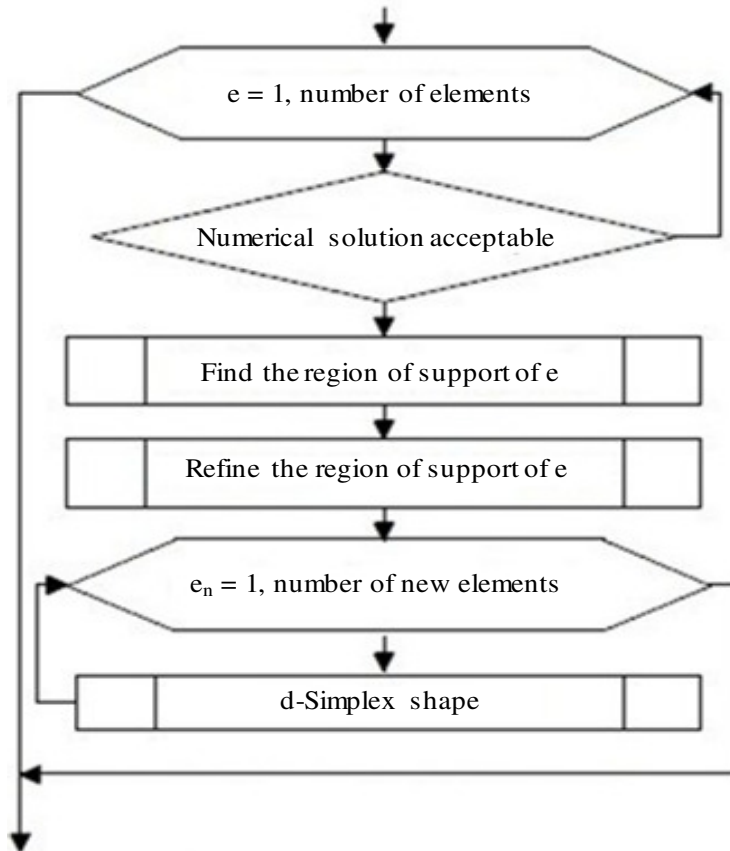 e = 1, number of elements
Numerical solution acceptable
Find the region of support of e
Refine the region of support of e
eₙ = 1, number of new elements
d-Simplex shape